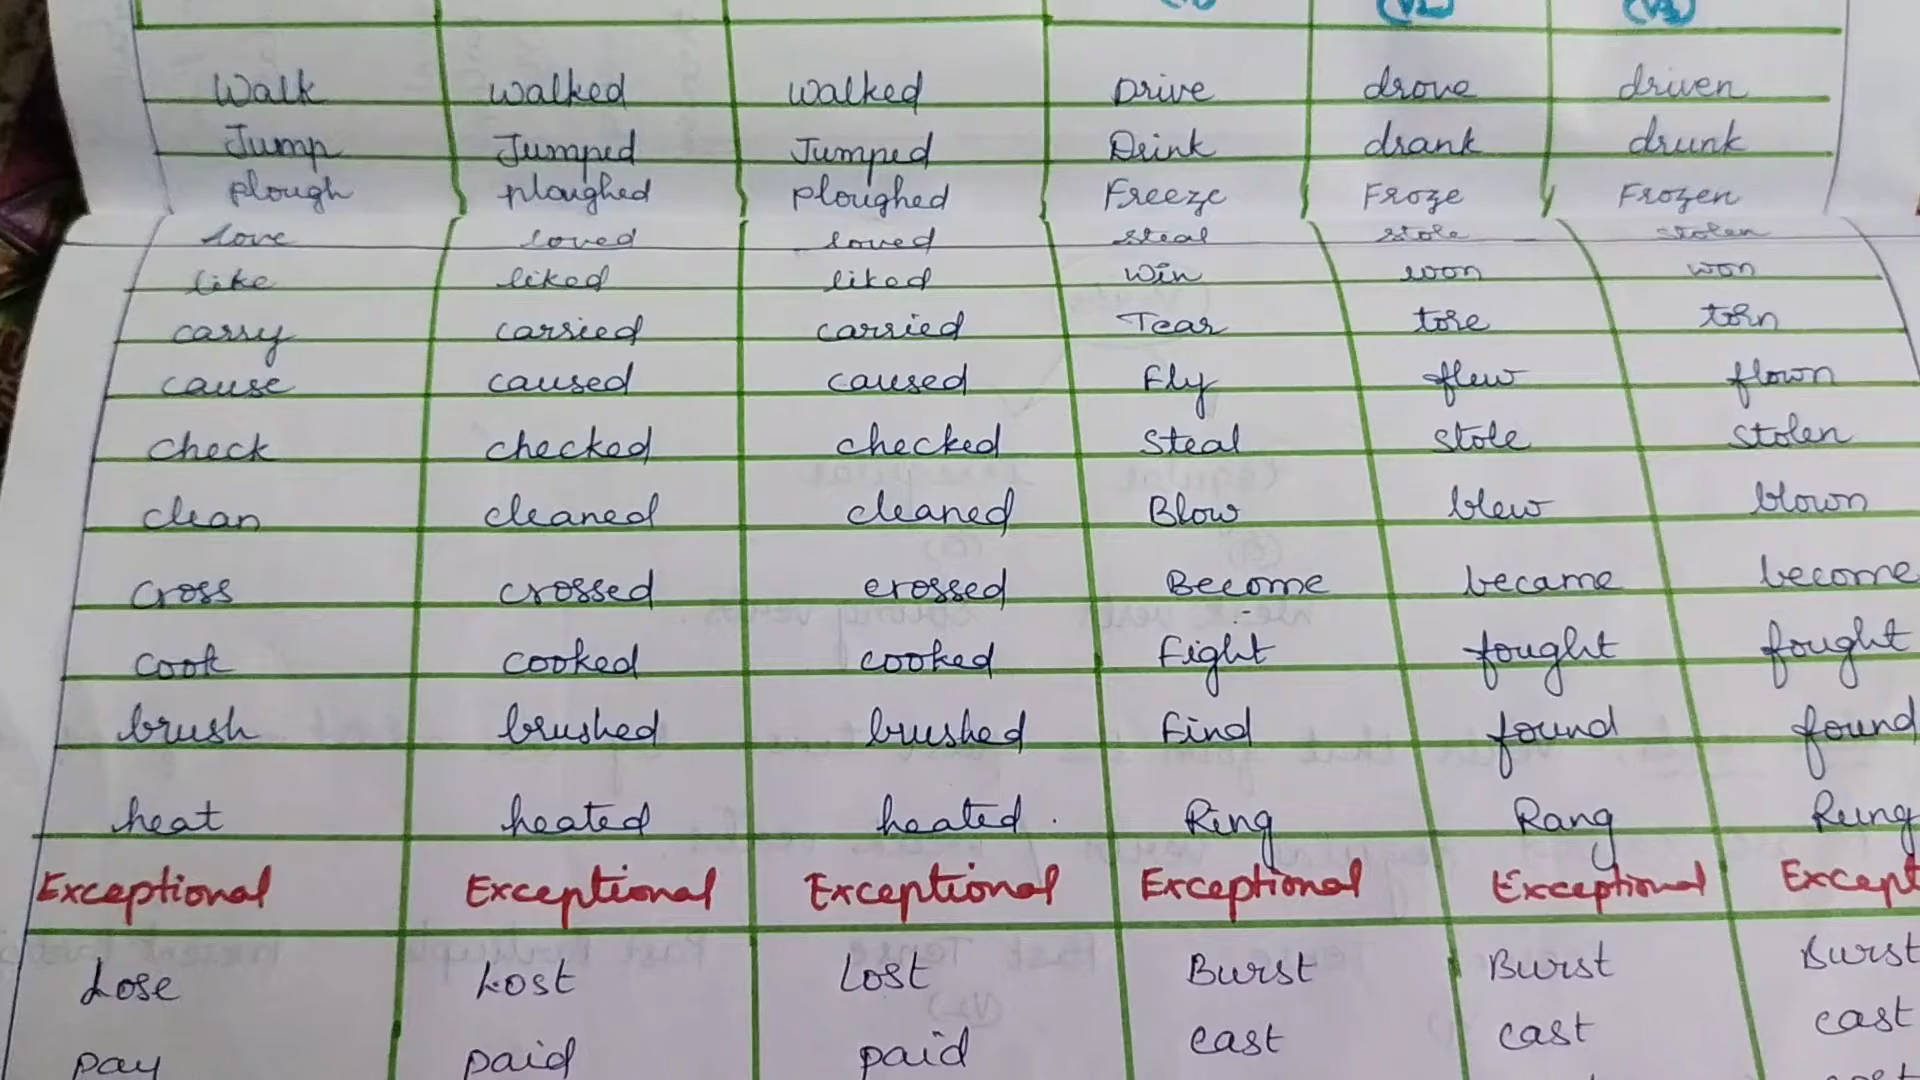 (V2) (V3)
Walk walked walked Drive drove driven
Jump Jumped Jumped Drink drank drunk
plough ploughed ploughed Freeze Froze Frozen
love loved loved steal stole stolen
like liked liked Win won won
carry carried carried Tear tore torn
cause caused caused Fly flew flown
check checked checked Steal stole stolen
clean cleaned cleaned Blow blew blown
cross crossed crossed Become became become
cook cooked cooked Fight fought fought
brush brushed brushed Find found found
heat heated heated. Ring Rang Rung
Exceptional Exceptional Exceptional Exceptional Exceptional Except
Lose Lost Lost Burst Burst Burst
pay paid paid cast cast cast